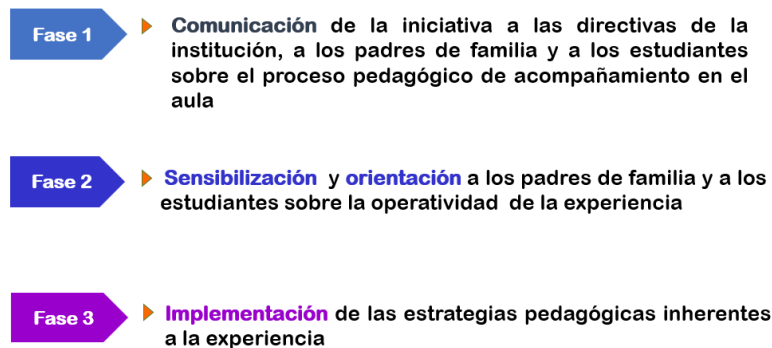 Fase 1
Comunicación de la iniciativa a las directivas de la
institución, a los padres de familia y a los estudiantes
sobre el proceso pedagógico de acompañamiento en el
aula
Fase 2
Sensibilización y orientación a los padres de familia y a los
estudiantes sobre la operatividad de la experiencia
Fase 3
Implementación de las estrategias pedagógicas inherentes
a la experiencia